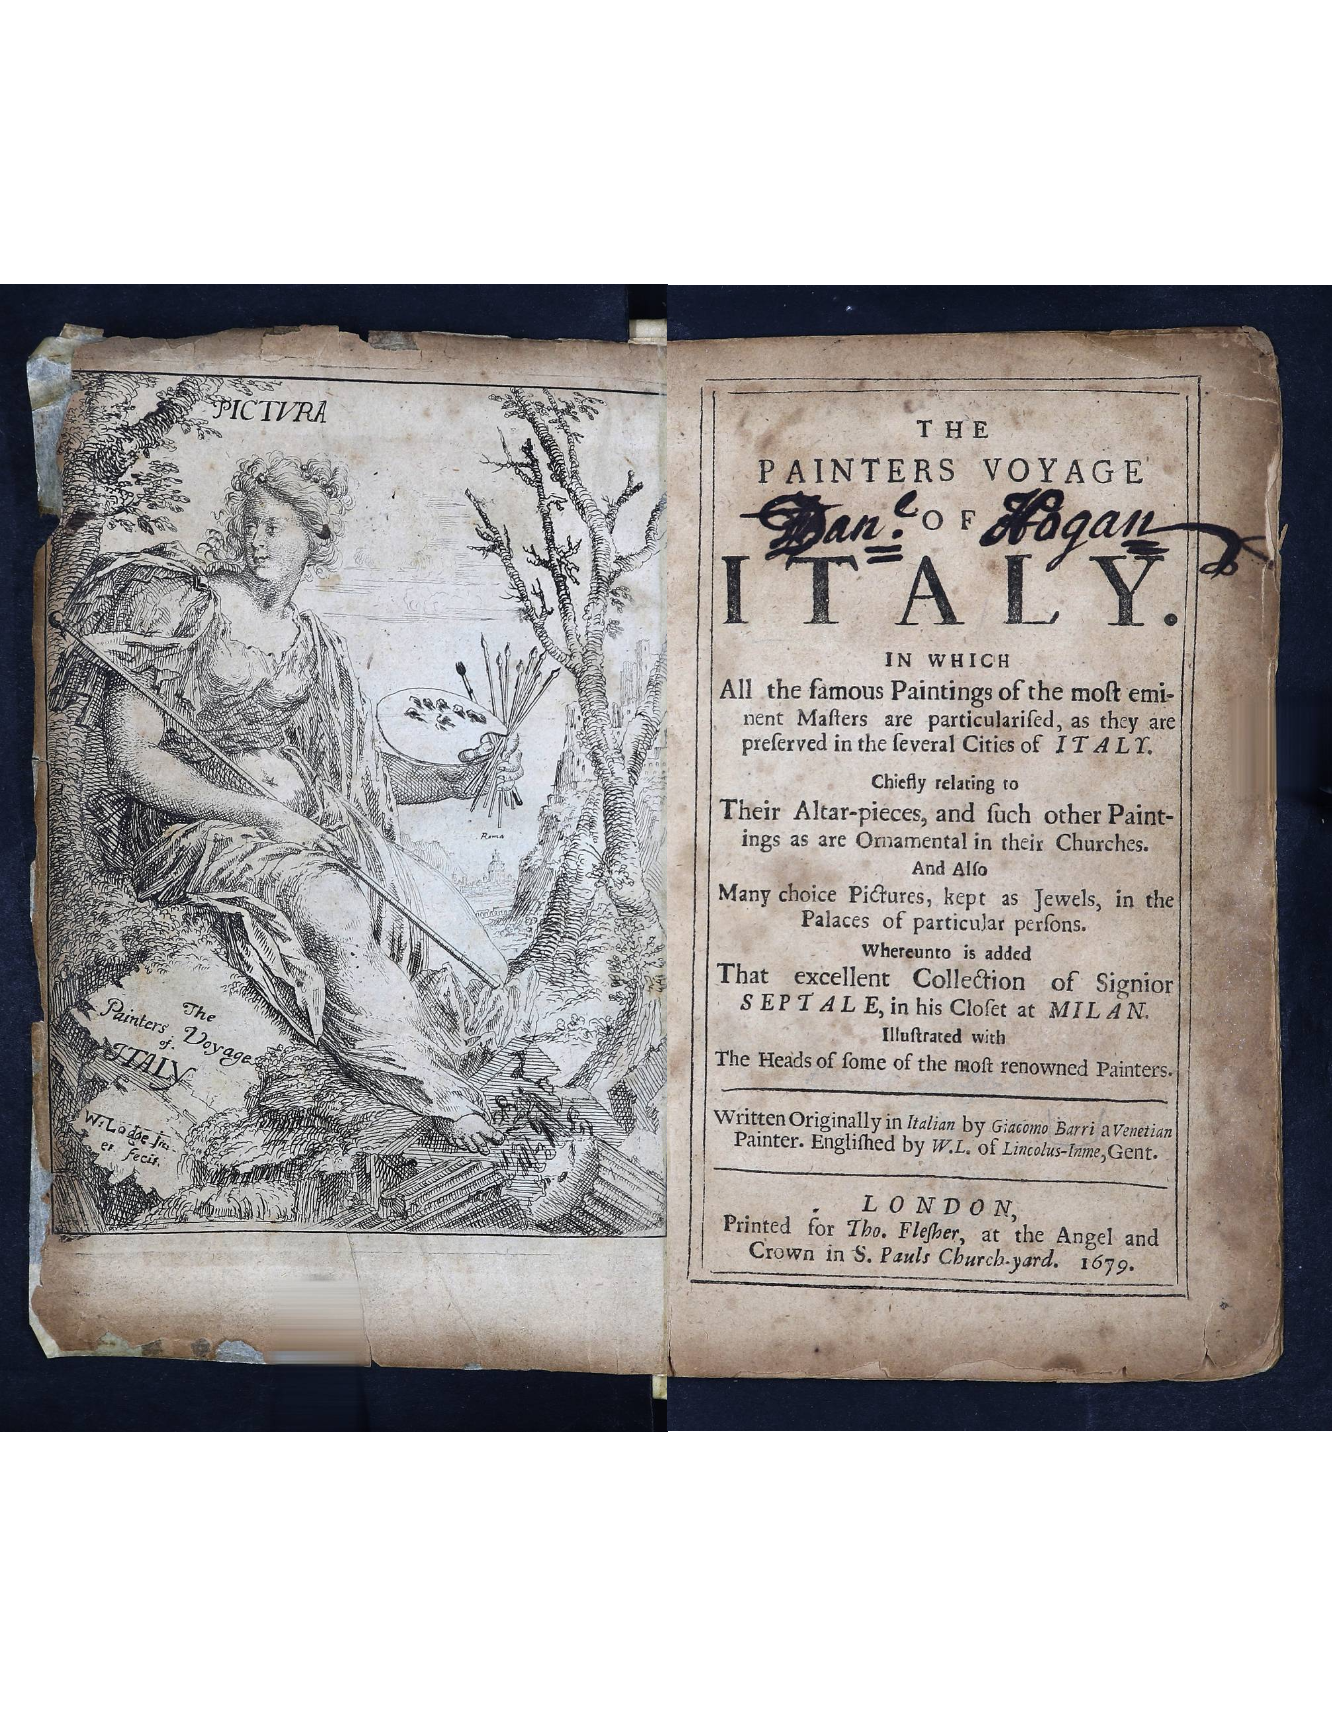 PICTVRA
Roma
The
Painters Voyage
of
ITALY
W: Lodge In:
et fecit.
THE
PAINTERS VOYAGE
Dan.l OF Hogan
ITALY.
IN WHICH
All the famous Paintings of the moſt emi-
nent Maſters are particulariſed, as they are
preſerved in the ſeveral Cities of ITALY.
Chiefly relating to
Their Altar-pieces, and ſuch other Paint-
ings as are Ornamental in their Churches.
And Alſo
Many choice Pictures, kept as Jewels, in the
Palaces of particular perſons.
Whereunto is added
That excellent Collection of Signior
SEPTALE, in his Cloſet at MILAN.
Illuſtrated with
The Heads of ſome of the moſt renowned Painters.
Written Originally in Italian by Giacomo Barri a Venetian
Painter. Engliſhed by W.L. of Lincolns-Inne, Gent.
LONDON,
Printed for Tho. Fleſher, at the Angel and
Crown in S. Pauls Church-yard. 1679.